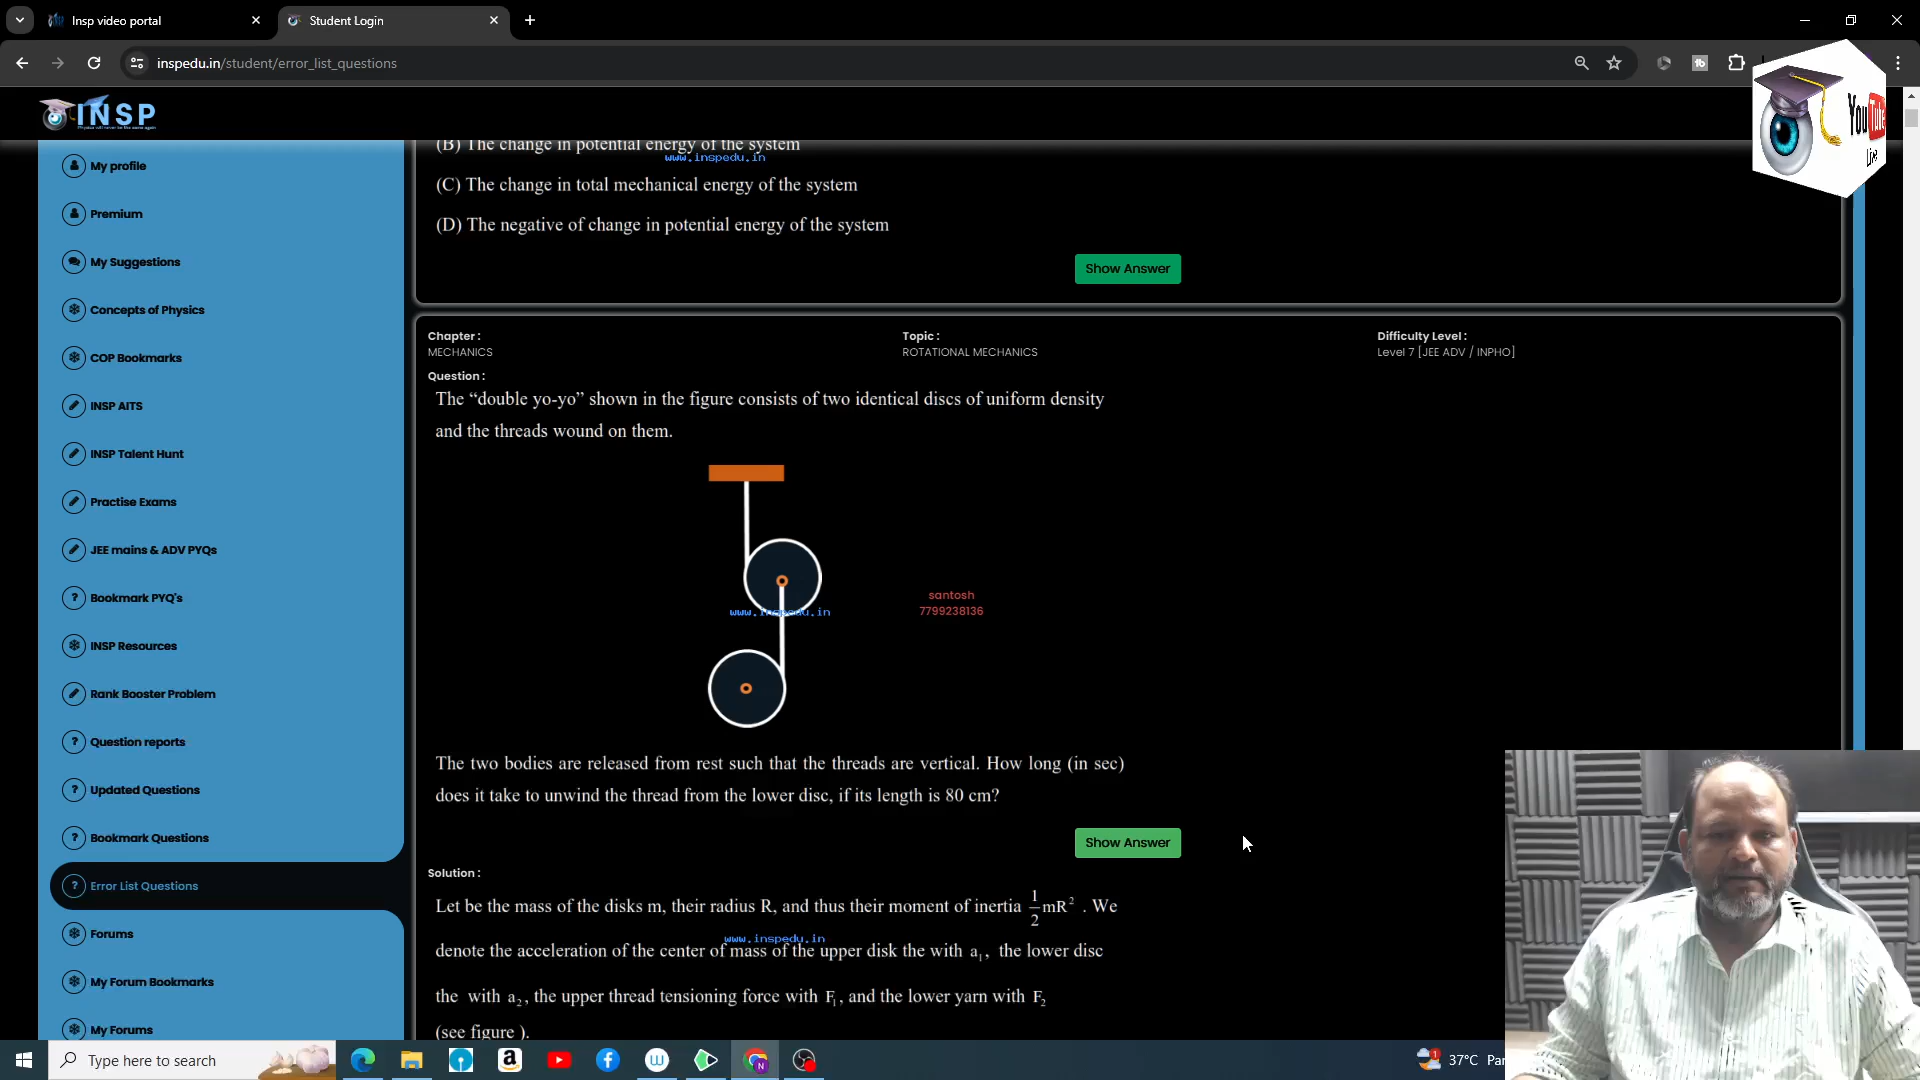 Insp video portal
Student Login
inspedu.in/student/error_list_questions
INSP
YouTube
Live
My profile
Premium
My Suggestions
Concepts of Physics
COP Bookmarks
INSP AITS
INSP Talent Hunt
Practise Exams
JEE mains & ADV PYQs
Bookmark PYQ's
INSP Resources
Rank Booster Problem
Question reports
Updated Questions
Bookmark Questions
Error List Questions
Forums
My Forum Bookmarks
My Forums
(B) The change in potential energy of the system
www.inspedu.in
(C) The change in total mechanical energy of the system
(D) The negative of change in potential energy of the system
Show Answer
Chapter :
MECHANICS
Topic :
ROTATIONAL MECHANICS
Difficulty Level :
Level 7 [JEE ADV / INPHO]
Question :
The “double yo-yo” shown in the figure consists of two identical discs of uniform density
and the threads wound on them.
santosh
7799238136
www.inspedu.in
The two bodies are released from rest such that the threads are vertical. How long (in sec)
does it take to unwind the thread from the lower disc, if its length is 80 cm?
Show Answer
Solution :
Let be the mass of the disks m, their radius R, and thus their moment of inertia 1/2 mR². We
www.inspedu.in
denote the acceleration of the center of mass of the upper disk the with a₁, the lower disc
the with a₂, the upper thread tensioning force with F₁, and the lower yarn with F₂
(see figure ).
Type here to search
37°C